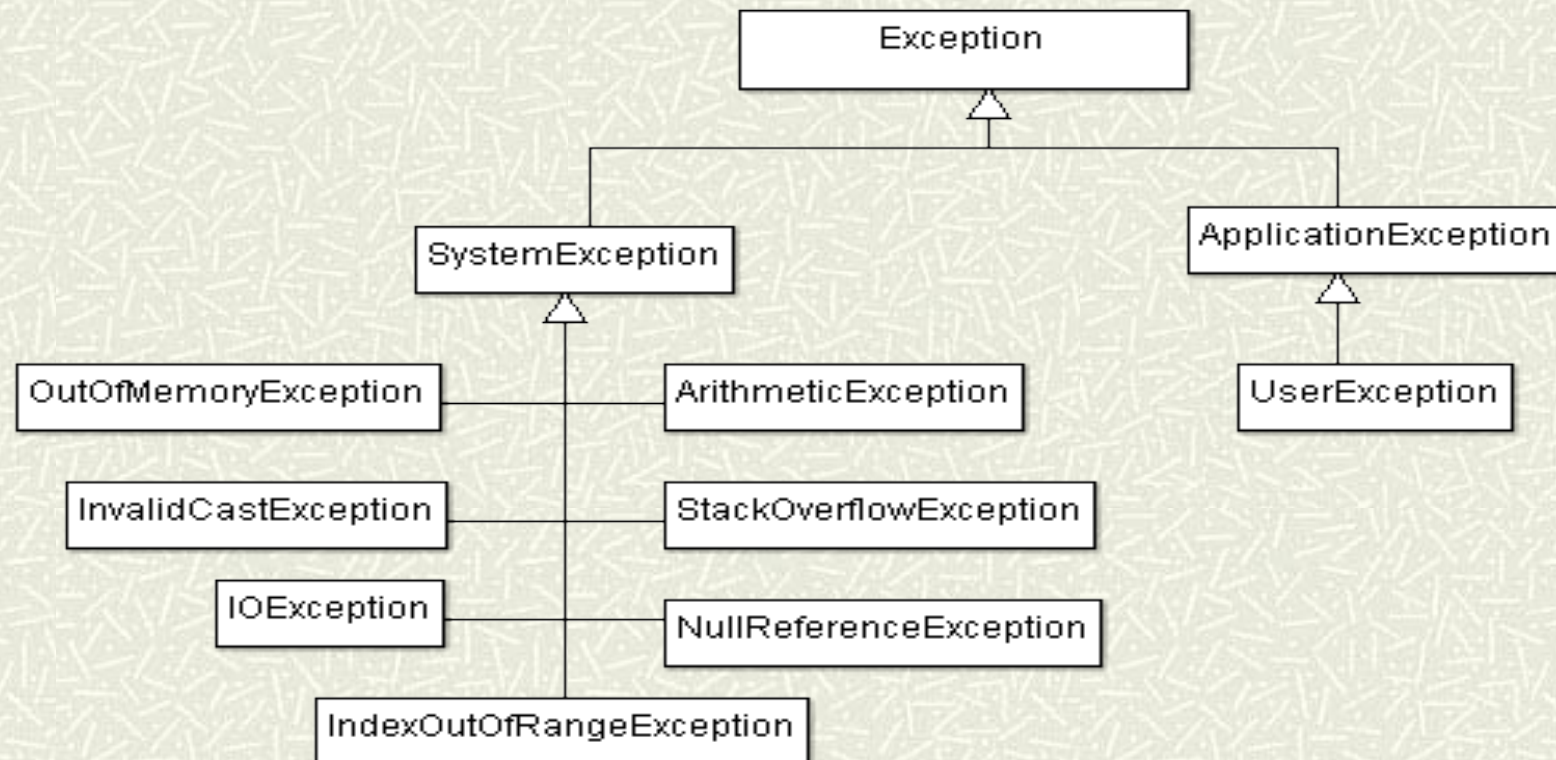 Exception
SystemException
ApplicationException
OutOfMemoryException
ArithmeticException
UserException
InvalidCastException
StackOverflowException
IOException
NullReferenceException
IndexOutOfRangeException